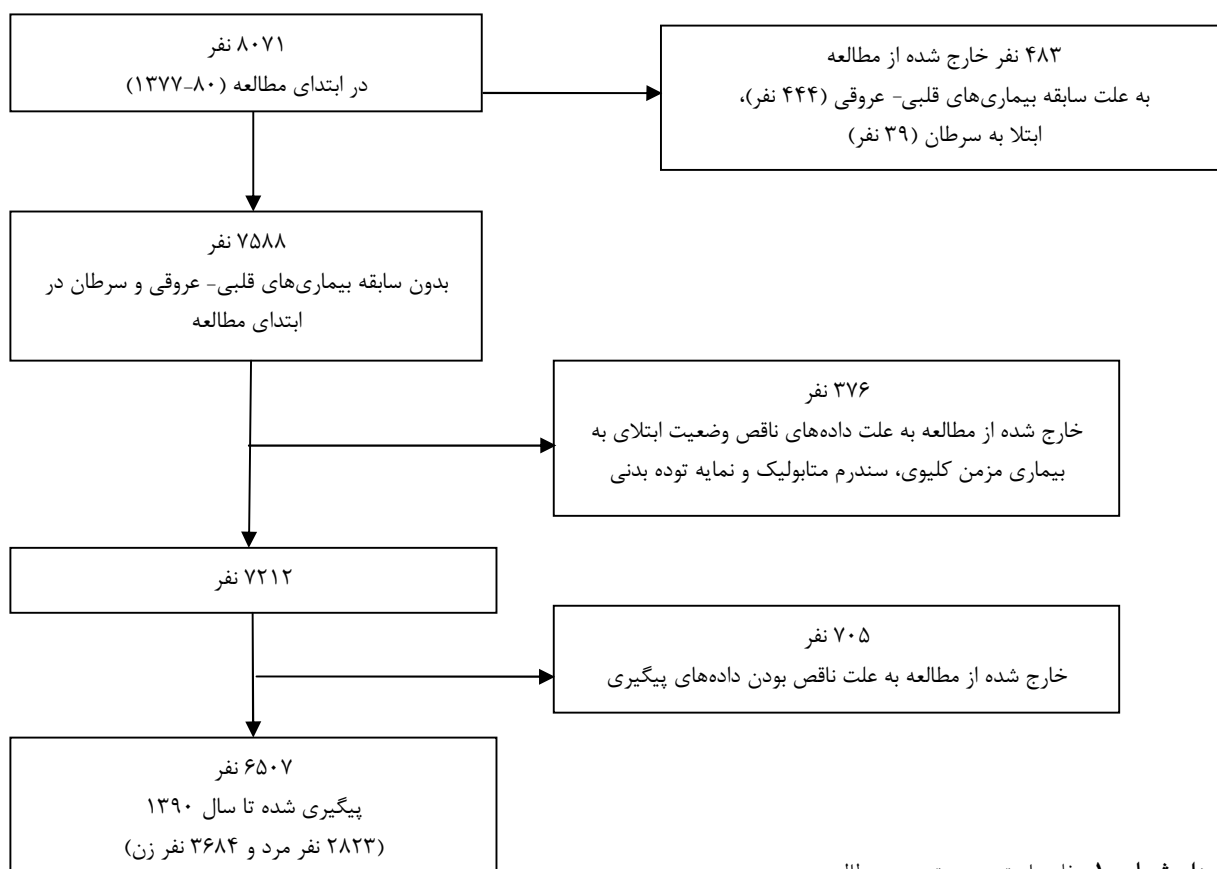 ۸۰۷۱ نفر
در ابتدای مطالعه (۸۰-۱۳۷۷)
۴۸۳ نفر خارج شده از مطالعه
به علت سابقه بیماری‌های قلبی- عروقی (۴۴۴ نفر)،
ابتلا به سرطان (۳۹ نفر)
۷۵۸۸ نفر
بدون سابقه بیماری‌های قلبی- عروقی و سرطان در
ابتدای مطالعه
۳۷۶ نفر
خارج شده از مطالعه به علت داده‌های ناقص وضعیت ابتلای به
بیماری مزمن کلیوی، سندرم متابولیک و نمایه توده بدنی
۷۲۱۲ نفر
۷۰۵ نفر
خارج شده از مطالعه به علت ناقص بودن داده‌های پیگیری
۶۵۰۷ نفر
پیگیری شده تا سال ۱۳۹۰
(۲۸۲۳ نفر مرد و ۳۶۸۴ نفر زن)